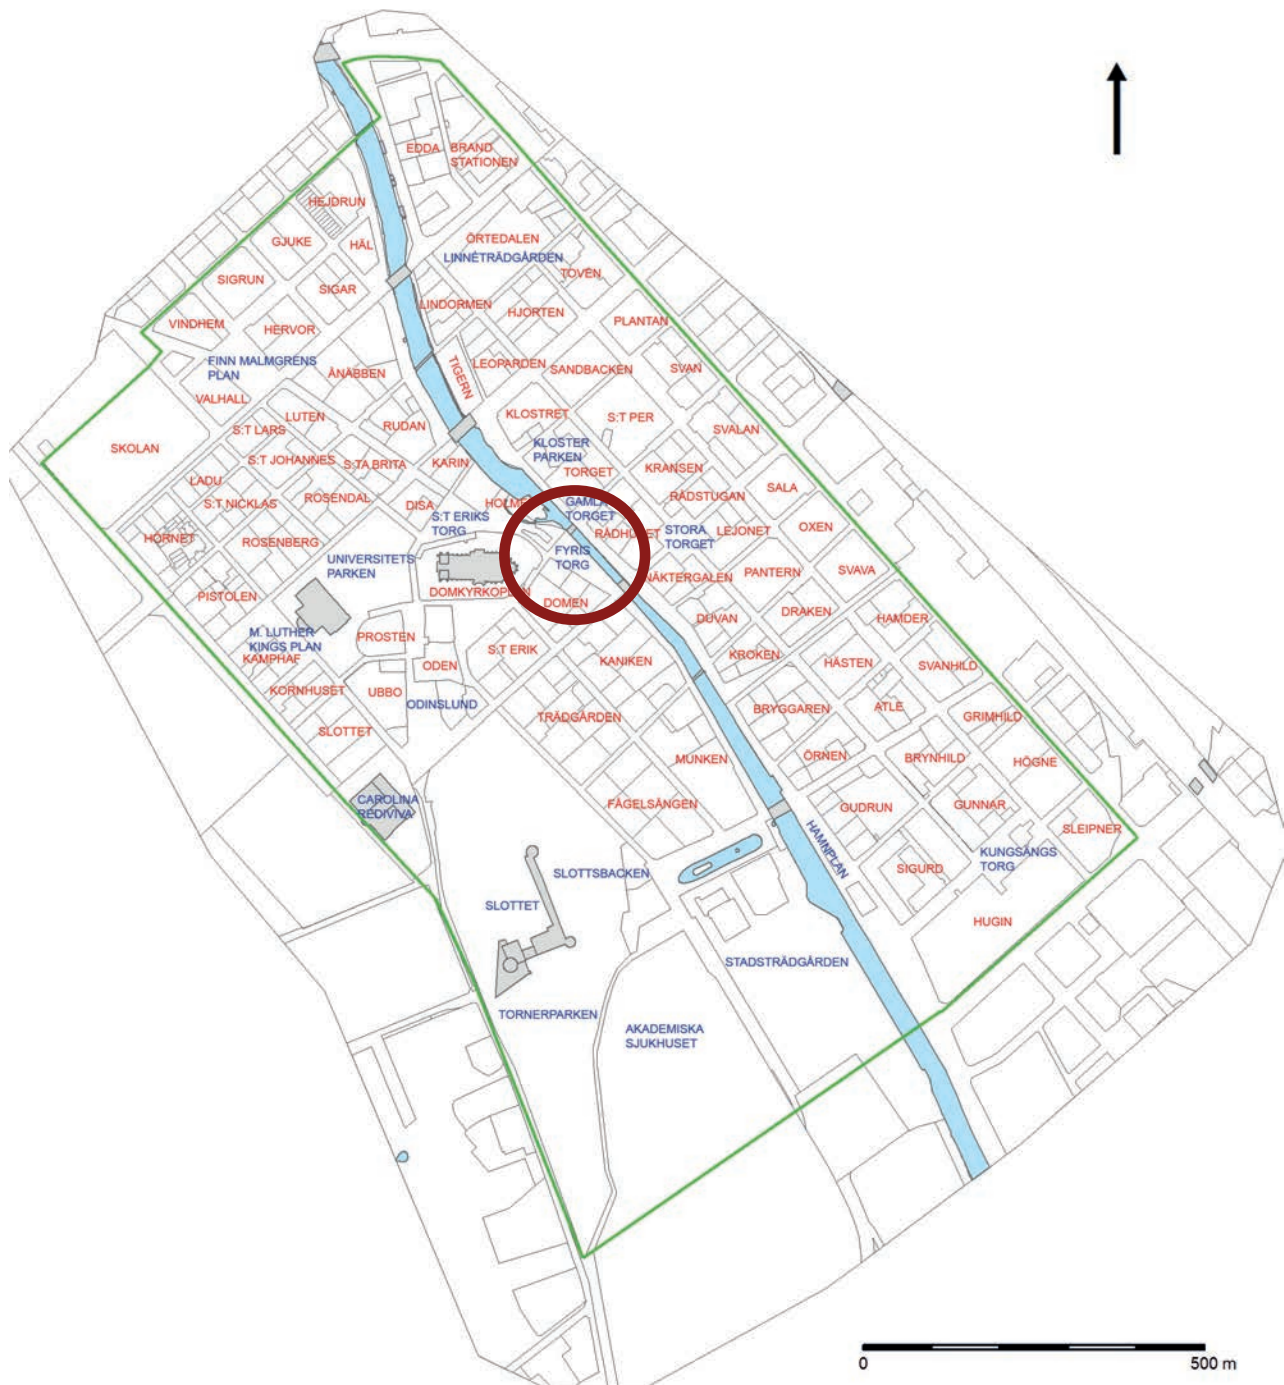 EDDA
BRAND
STATIONEN
HEJDRUN
GJUKE
HÄL
ÖRTEDALEN
LINNÉTRÄDGÅRDEN
TOVEN
SIGRUN
SIGAR
LINDORMEN
HJORTEN
PLANTAN
VINDHEM
HERVOR
FINN MALMGRENS
PLAN
ÅNABBEN
TIGERN
LEOPARDEN
SANDBACKEN
SVAN
VALHALL
LUTEN
RUDAN
KLOSTRET
S:T PER
SVALAN
S:T LARS
SKOLAN
S:T JOHANNES
S:TA BRITA
KARIN
KLOSTER
PARKEN
TORGET
KRANSEN
LADU
S:T NICKLAS
ROSENDAL
DISA
HOLME
GAMLA
TORGET
RÅDSTUGAN
SALA
S:T ERIKS
TORG
RÅDHUSET
STORA
TORGET
LEJONET
OXEN
HORNET
ROSENBERG
UNIVERSITETS
PARKEN
FYRIS
TORG
NÄKTERGALEN
PANTERN
SVAVA
PISTOLEN
DOMKYRKOPLAN
DOMEN
DUVAN
DRAKEN
HAMDER
M. LUTHER
KINGS PLAN
KAMPHAF
PROSTEN
ODEN
S:T ERIK
KANIKEN
KROKEN
HÄSTEN
SVANHILD
KORNHUSET
UBBO
ODINSLUND
TRÄDGÅRDEN
BRYGGAREN
ATLE
GRIMHILD
SLOTTET
MUNKEN
ÖRNEN
BRYNHILD
HÖGNE
CAROLINA
REDIVIVA
FÅGELSÅNGEN
GUDRUN
GUNNAR
SLEIPNER
HAMNPLAN
SLOTTSBACKEN
SIGURD
KUNGSÄNGS
TORG
SLOTTET
HUGIN
STADSTRÄDGÅRDEN
TORNERPARKEN
AKADEMISKA
SJUKHUSET
0
500 m